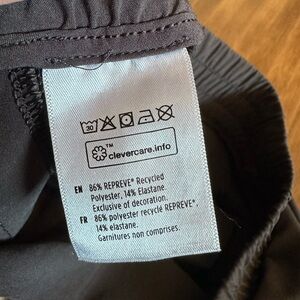 30
™
clevercare.info
EN 86% REPREVE® Recycled
Polyester, 14% Elastane.
Exclusive of decoration.
FR 86% polyester recyclé REPREVE®,
14% elastane.
Garnitures non comprises.